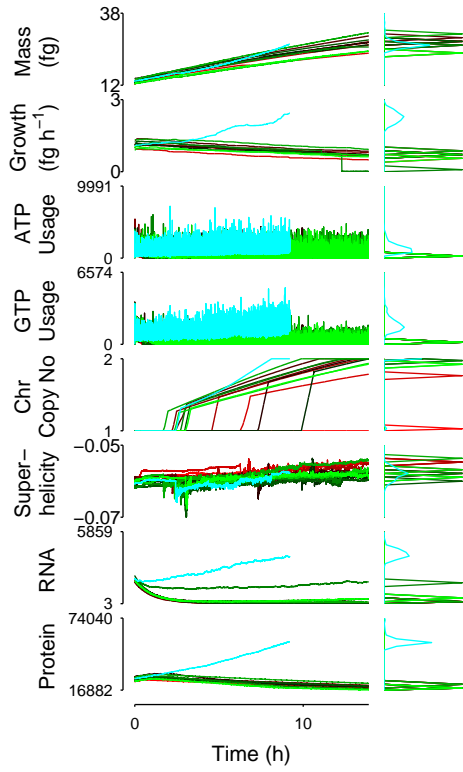 38
Mass
(fg)
12
3
Growth
(fg h⁻¹)
0
9991
ATP
Usage
0
6574
GTP
Usage
0
2
Chr
Copy No
1
−0.05
Super−
helicity
−0.07
5859
RNA
3
74040
Protein
16882
0 10
Time (h)